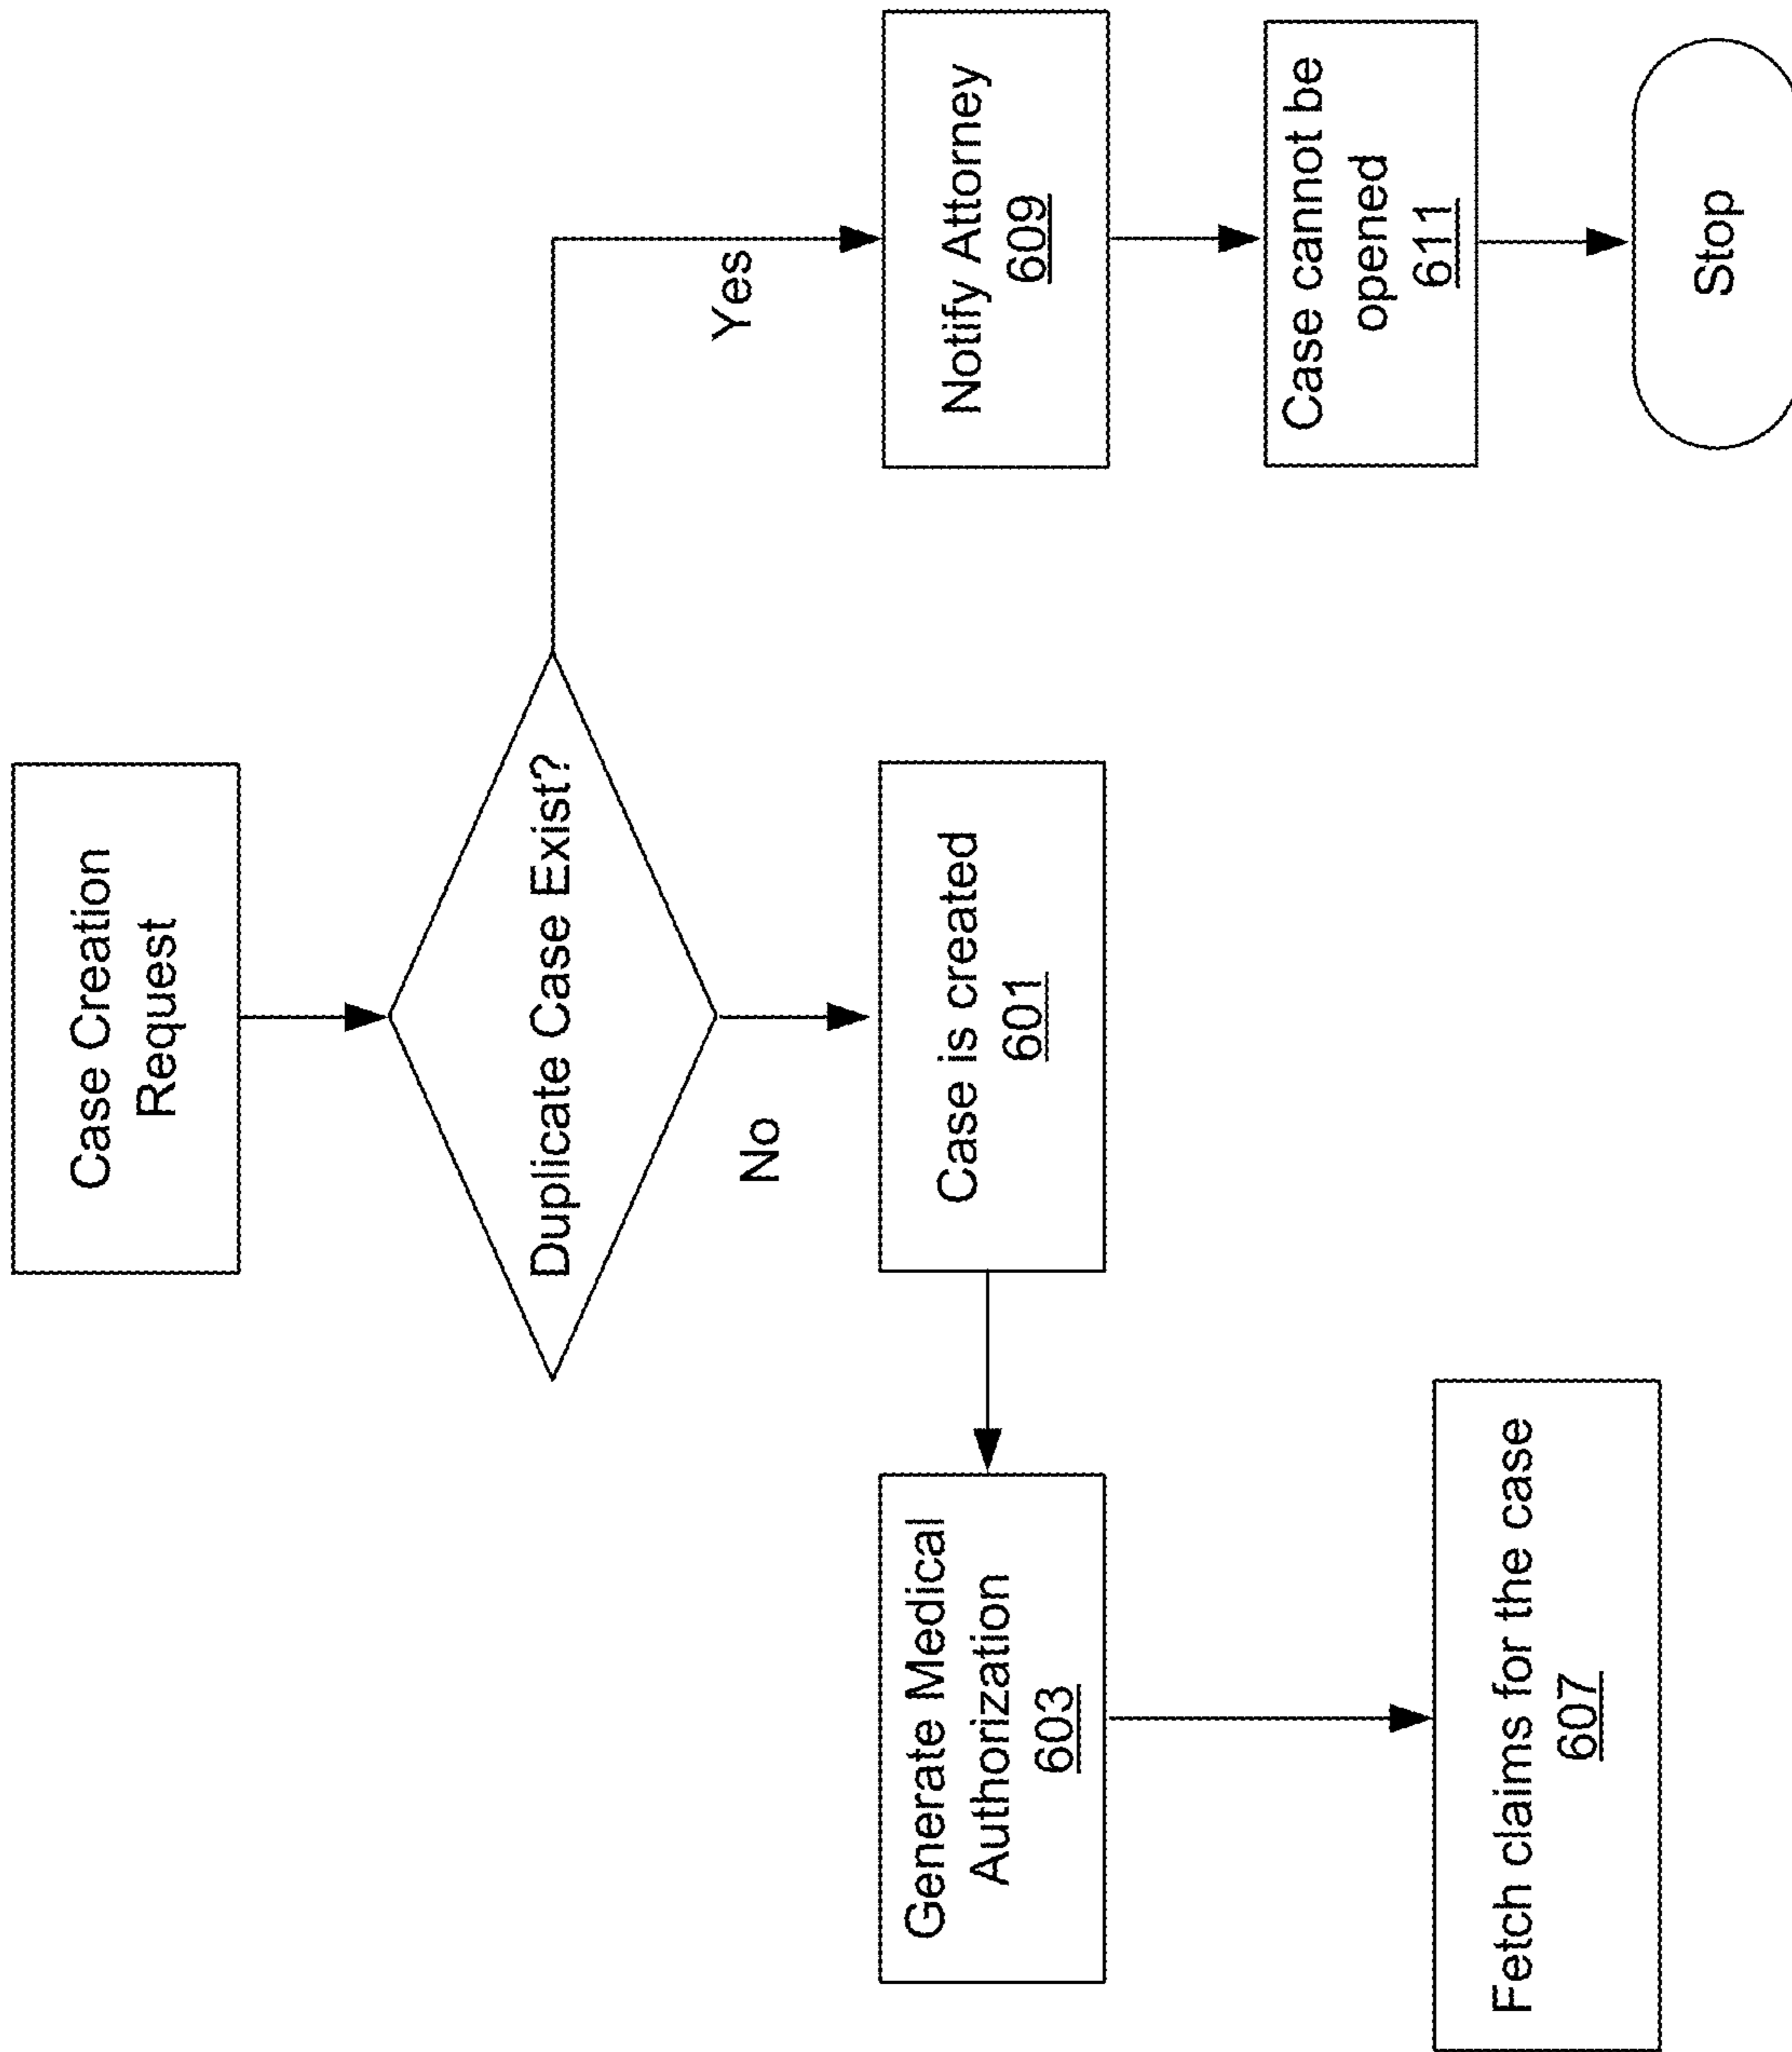 Case Creation
Request
Duplicate Case Exist?
Yes
No
Case is created
601
Notify Attorney
609
Generate Medical
Authorization
603
Case cannot be
opened
611
Fetch claims for the case
607
Stop